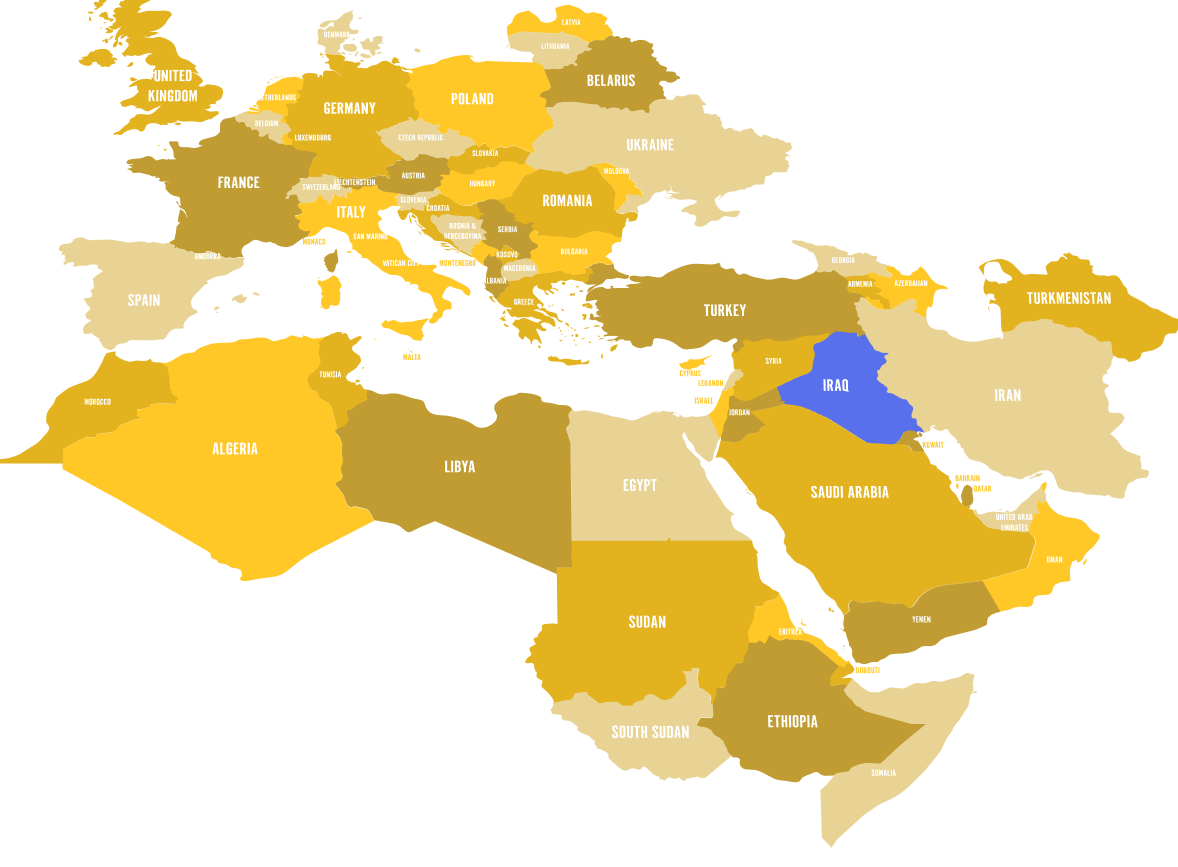 LATVIA
DENMARK
LITHUANIA
UNITED
KINGDOM
BELARUS
NETHERLANDS
POLAND
GERMANY
BELGIUM
LUXEMBOURG
CZECH REPUBLIC
UKRAINE
SLOVAKIA
MOLDOVA
AUSTRIA
FRANCE
SWITZERLAND
LIECHTENSTEIN
HUNGARY
SLOVENIA
ROMANIA
CROATIA
ITALY
BOSNIA &
HERCEGOVINA
SERBIA
SAN MARINO
MONACO
BULGARIA
KOSOVO
ANDORRA
VATICAN CITY
MONTENEGRO
MACEDONIA
GEORGIA
ALBANIA
ARMENIA
AZERBAIJAN
SPAIN
GREECE
TURKEY
TURKMENISTAN
MALTA
SYRIA
TUNISIA
CYPRUS
LEBANON
IRAQ
IRAN
MOROCCO
ISRAEL
JORDAN
ALGERIA
KUWAIT
LIBYA
EGYPT
SAUDI ARABIA
BAHRAIN
QATAR
UNITED ARAB
EMIRATES
OMAN
SUDAN
YEMEN
ERITREA
DJIBOUTI
ETHIOPIA
SOUTH SUDAN
SOMALIA